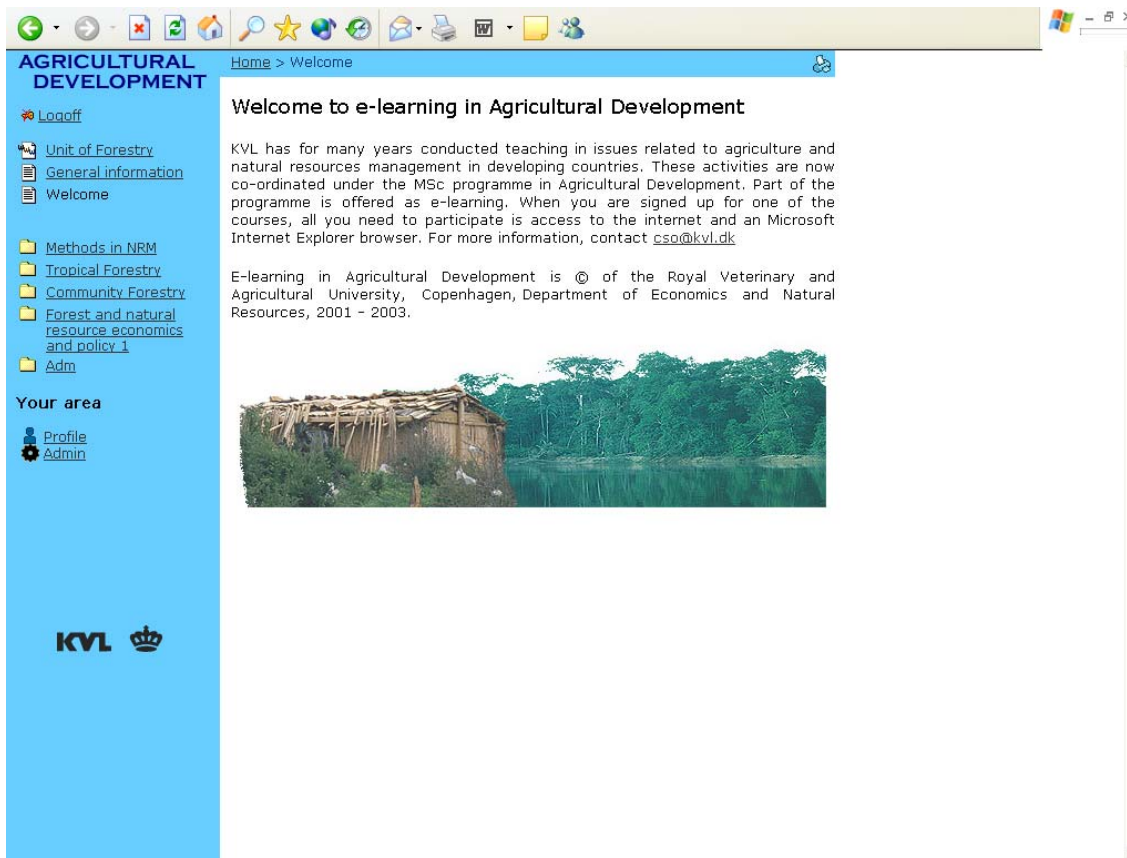 AGRICULTURAL
DEVELOPMENT
Logoff
Unit of Forestry
General information
Welcome
Methods in NRM
Tropical Forestry
Community Forestry
Forest and natural
resource economics
and policy 1
Adm
Your area
Profile
Admin
KVL
Home > Welcome
Welcome to e-learning in Agricultural Development
KVL has for many years conducted teaching in issues related to agriculture and
natural resources management in developing countries. These activities are now
co-ordinated under the MSc programme in Agricultural Development. Part of the
programme is offered as e-learning. When you are signed up for one of the
courses, all you need to participate is access to the internet and an Microsoft
Internet Explorer browser. For more information, contact cso@kvl.dk
E-learning in Agricultural Development is © of the Royal Veterinary and
Agricultural University, Copenhagen, Department of Economics and Natural
Resources, 2001 - 2003.